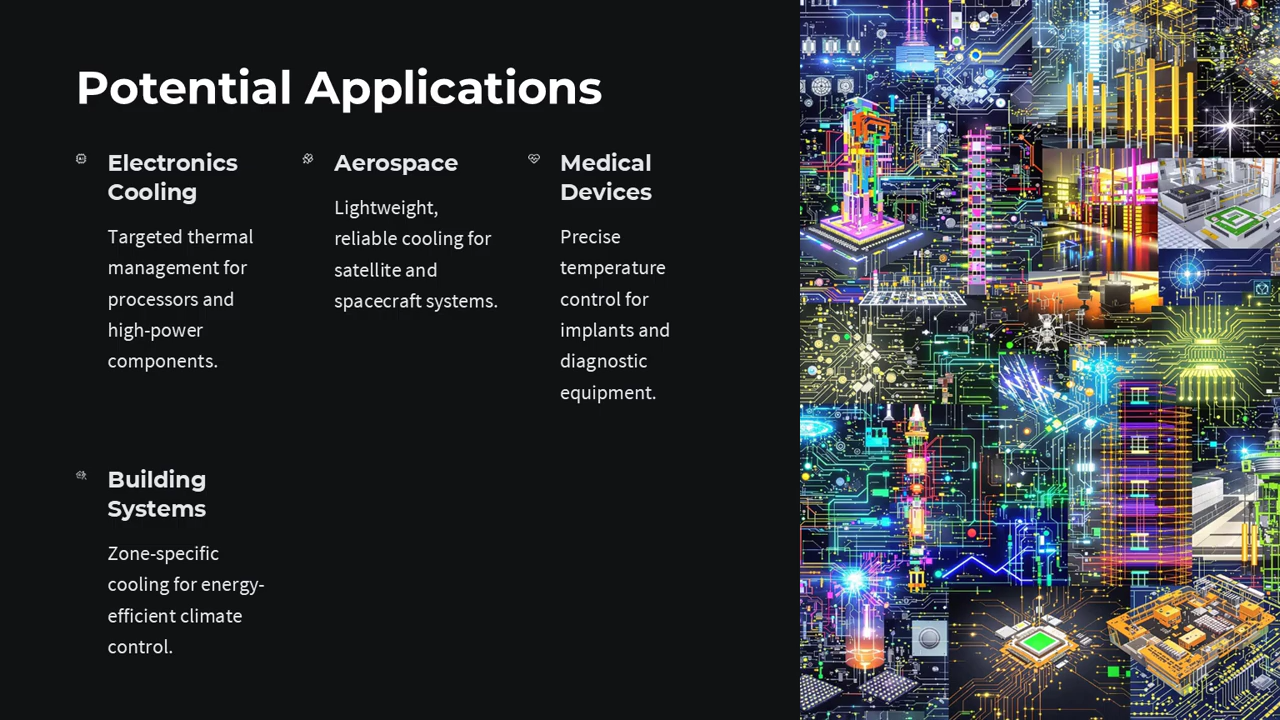 Potential Applications
Electronics
Cooling
Targeted thermal
management for
processors and
high-power
components.
Aerospace
Lightweight,
reliable cooling for
satellite and
spacecraft systems.
Medical
Devices
Precise
temperature
control for
implants and
diagnostic
equipment.
Building
Systems
Zone-specific
cooling for energy-
efficient climate
control.